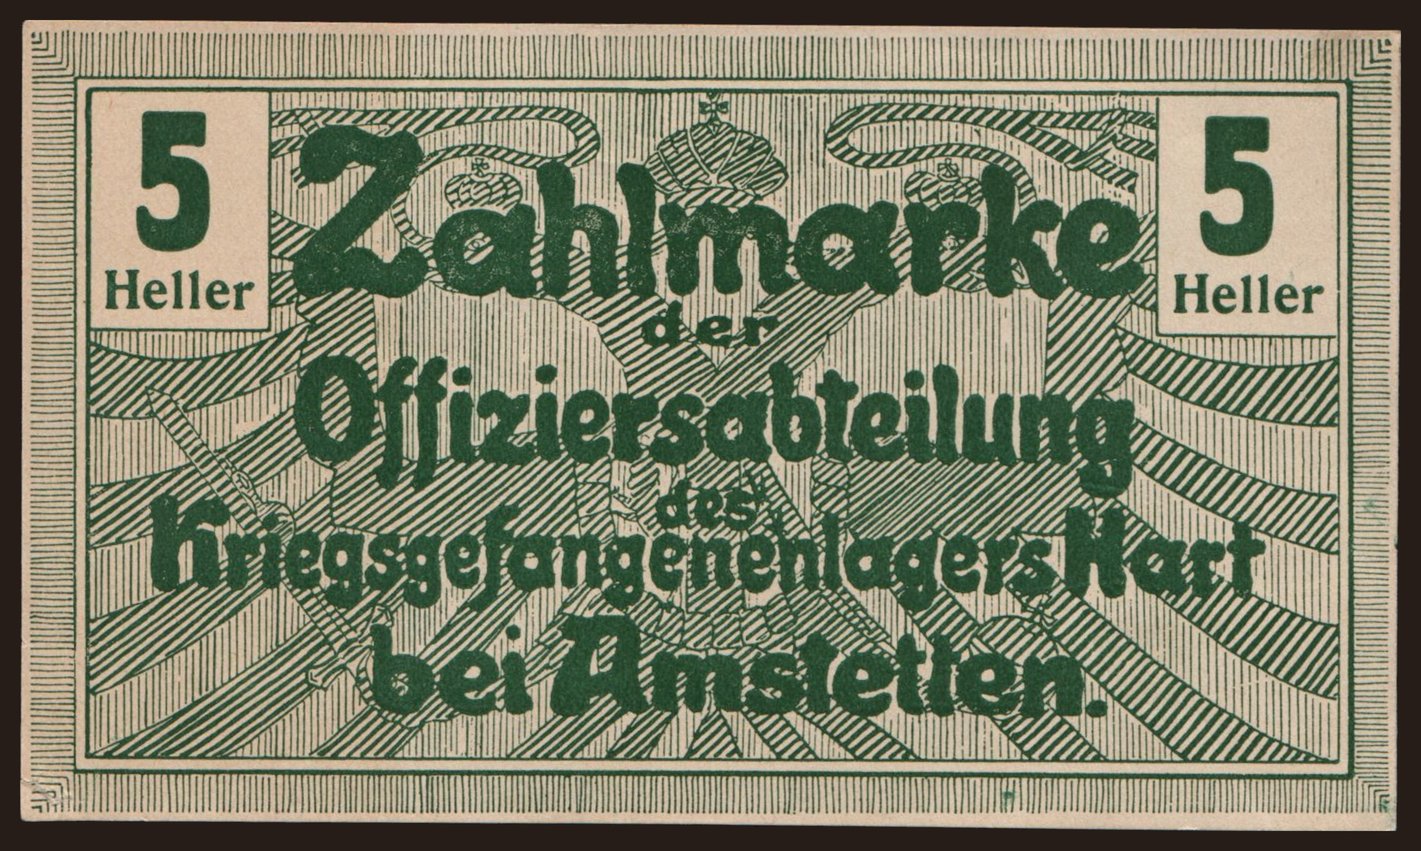 5
Heller
5
Heller
Zahlmarke
der
Offiziersabteilung
des
Kriegsgefangenenlagers Hart
bei Amstetten.